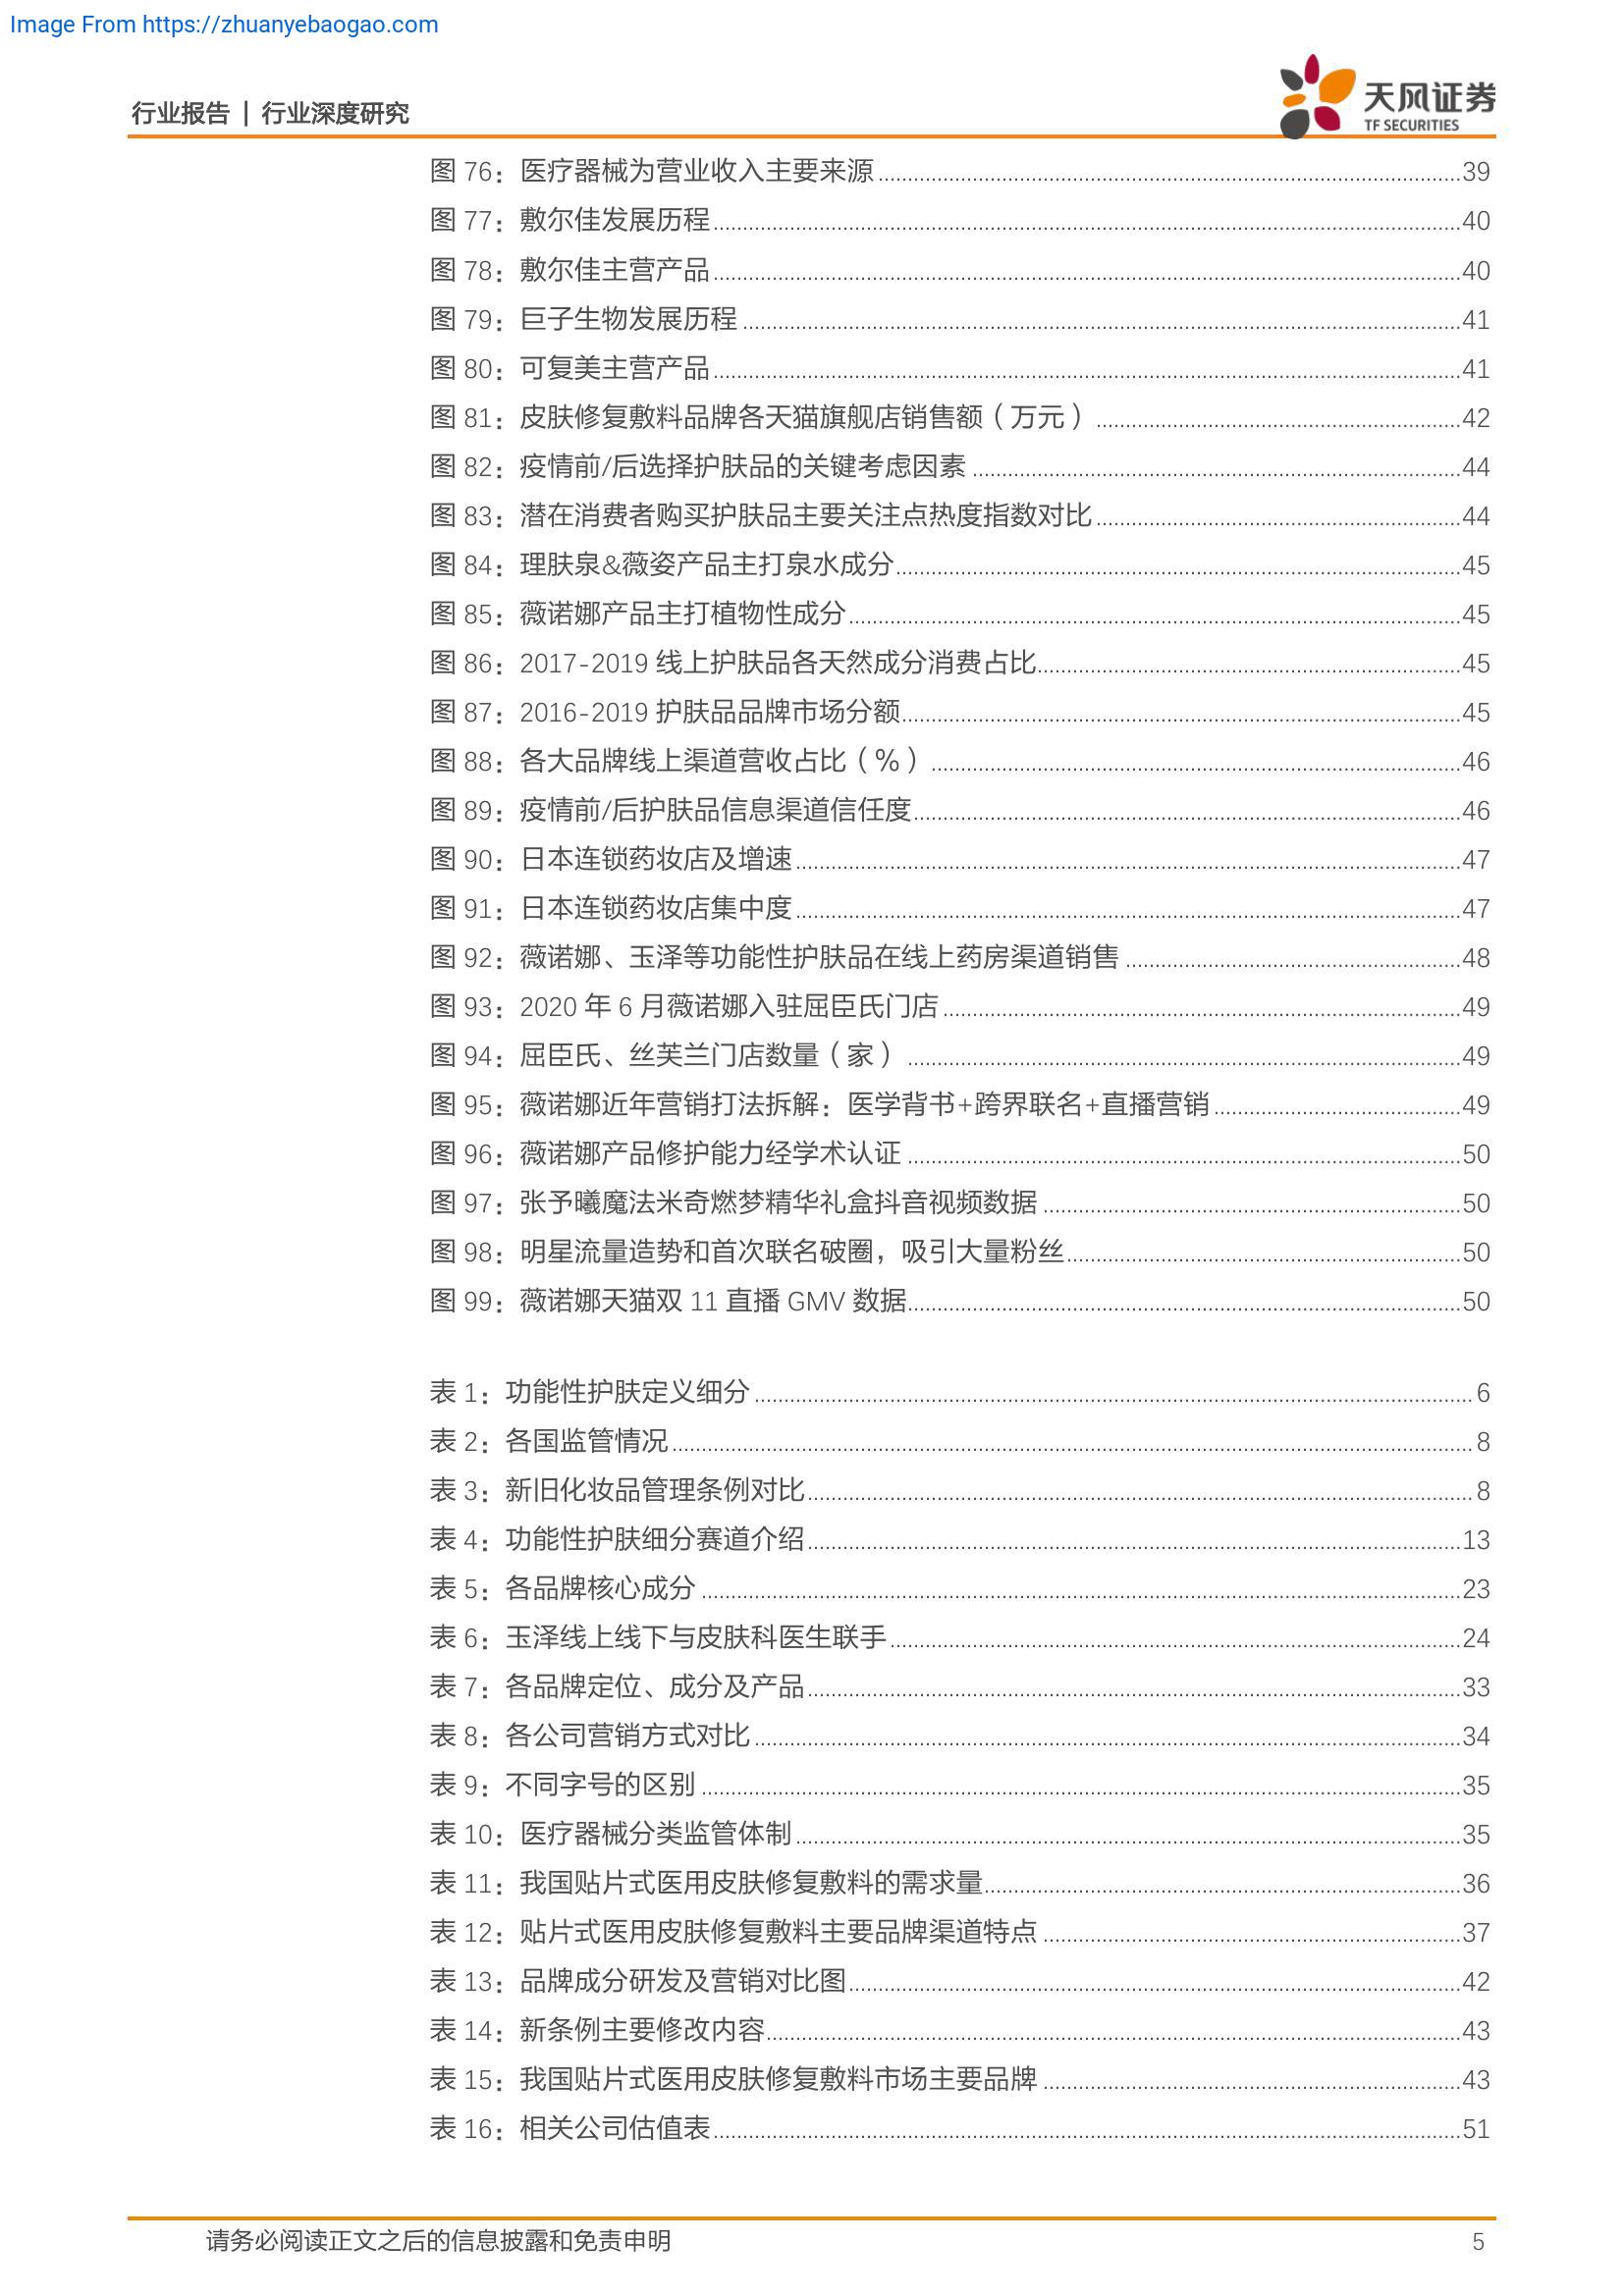 Image From https://zhuanyebaogao.com
行业报告 | 行业深度研究
天风证券
TF SECURITIES
图 76：医疗器械为营业收入主要来源 39
图 77：敷尔佳发展历程 40
图 78：敷尔佳主营产品 40
图 79：巨子生物发展历程 41
图 80：可复美主营产品 41
图 81：皮肤修复敷料品牌各天猫旗舰店销售额（万元） 42
图 82：疫情前/后选择护肤品的关键考虑因素 44
图 83：潜在消费者购买护肤品主要关注点热度指数对比 44
图 84：理肤泉&薇姿产品主打泉水成分 45
图 85：薇诺娜产品主打植物性成分 45
图 86：2017-2019 线上护肤品各天然成分消费占比 45
图 87：2016-2019 护肤品品牌市场分额 45
图 88：各大品牌线上渠道营收占比（%） 46
图 89：疫情前/后护肤品信息渠道信任度 46
图 90：日本连锁药妆店及增速 47
图 91：日本连锁药妆店集中度 47
图 92：薇诺娜、玉泽等功能性护肤品在线上药房渠道销售 48
图 93：2020 年 6 月薇诺娜入驻屈臣氏门店 49
图 94：屈臣氏、丝芙兰门店数量（家） 49
图 95：薇诺娜近年营销打法拆解：医学背书+跨界联名+直播营销 49
图 96：薇诺娜产品修护能力经学术认证 50
图 97：张予曦魔法米奇燃梦精华礼盒抖音视频数据 50
图 98：明星流量造势和首次联名破圈，吸引大量粉丝 50
图 99：薇诺娜天猫双 11 直播 GMV 数据 50
表 1：功能性护肤定义细分 6
表 2：各国监管情况 8
表 3：新旧化妆品管理条例对比 8
表 4：功能性护肤细分赛道介绍 13
表 5：各品牌核心成分 23
表 6：玉泽线上线下与皮肤科医生联手 24
表 7：各品牌定位、成分及产品 33
表 8：各公司营销方式对比 34
表 9：不同字号的区别 35
表 10：医疗器械分类监管体制 35
表 11：我国贴片式医用皮肤修复敷料的需求量 36
表 12：贴片式医用皮肤修复敷料主要品牌渠道特点 37
表 13：品牌成分研发及营销对比图 42
表 14：新条例主要修改内容 43
表 15：我国贴片式医用皮肤修复敷料市场主要品牌 43
表 16：相关公司估值表 51
请务必阅读正文之后的信息披露和免责申明 5